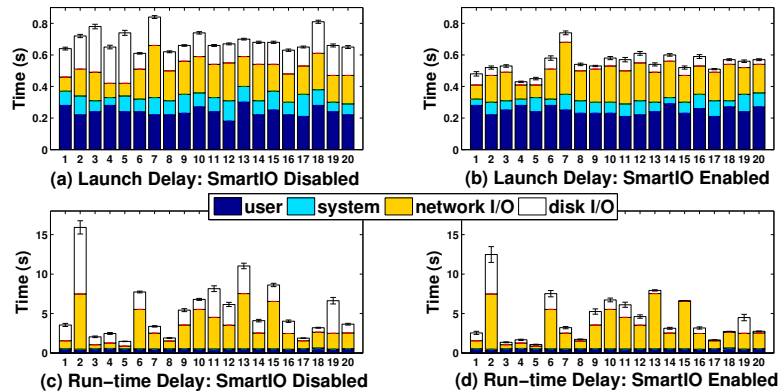 0.8
0.6
0.4
0.2
0
Time (s)
1 2 3 4 5 6 7 8 9 10 11 12 13 14 15 16 17 18 19 20
(a) Launch Delay: SmartIO Disabled
0.8
0.6
0.4
0.2
0
Time (s)
1 2 3 4 5 6 7 8 9 10 11 12 13 14 15 16 17 18 19 20
(b) Launch Delay: SmartIO Enabled
user system network I/O disk I/O
15
10
5
0
Time (s)
1 2 3 4 5 6 7 8 9 10 11 12 13 14 15 16 17 18 19 20
(c) Run-time Delay: SmartIO Disabled
15
10
5
0
Time (s)
1 2 3 4 5 6 7 8 9 10 11 12 13 14 15 16 17 18 19 20
(d) Run-time Delay: SmartIO Enabled